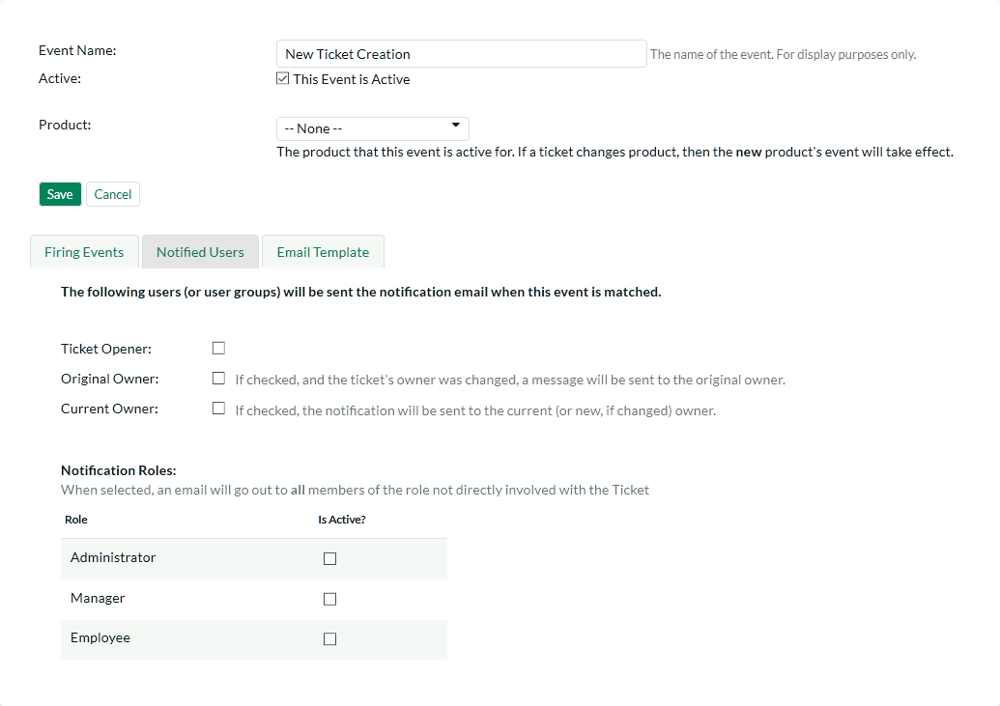 Event Name:
New Ticket Creation
The name of the event. For display purposes only.
Active:
This Event is Active
Product:
-- None --
The product that this event is active for. If a ticket changes product, then the new product's event will take effect.
Save Cancel
Firing Events Notified Users Email Template
The following users (or user groups) will be sent the notification email when this event is matched.
Ticket Opener:
Original Owner: If checked, and the ticket's owner was changed, a message will be sent to the original owner.
Current Owner: If checked, the notification will be sent to the current (or new, if changed) owner.
Notification Roles:
When selected, an email will go out to all members of the role not directly involved with the Ticket
Role Is Active?
Administrator
Manager
Employee